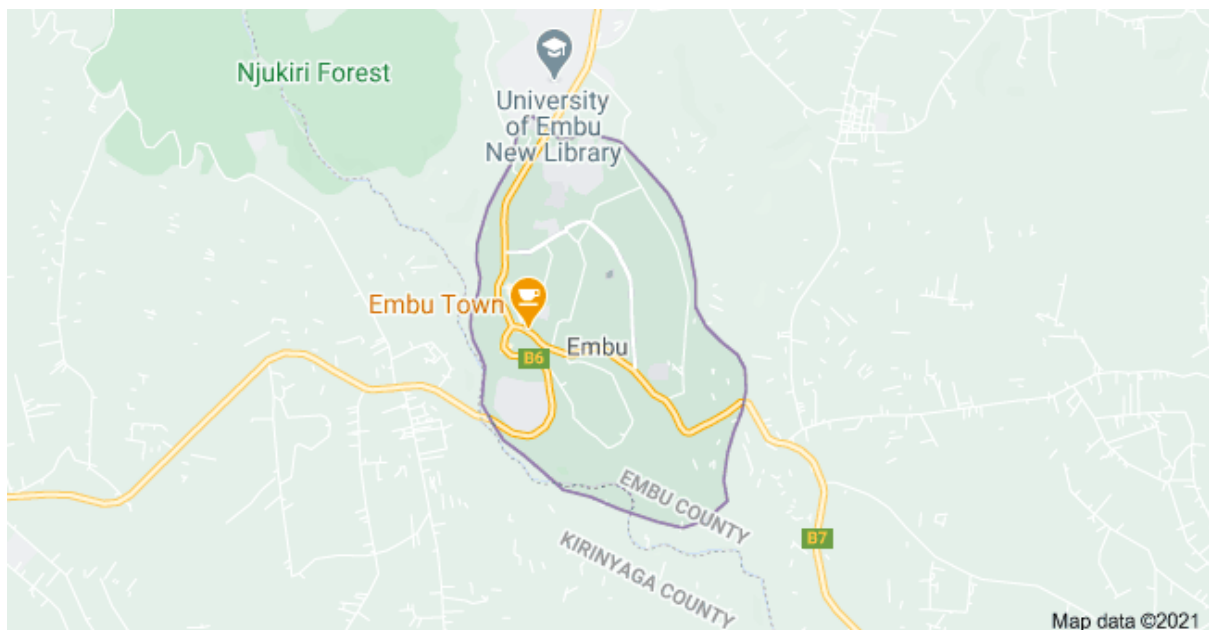 Njukiri Forest
University
of Embu
New Library
Embu Town
B6
Embu
EMBU COUNTY
KIRINYAGA COUNTY
B7
Map data ©2021